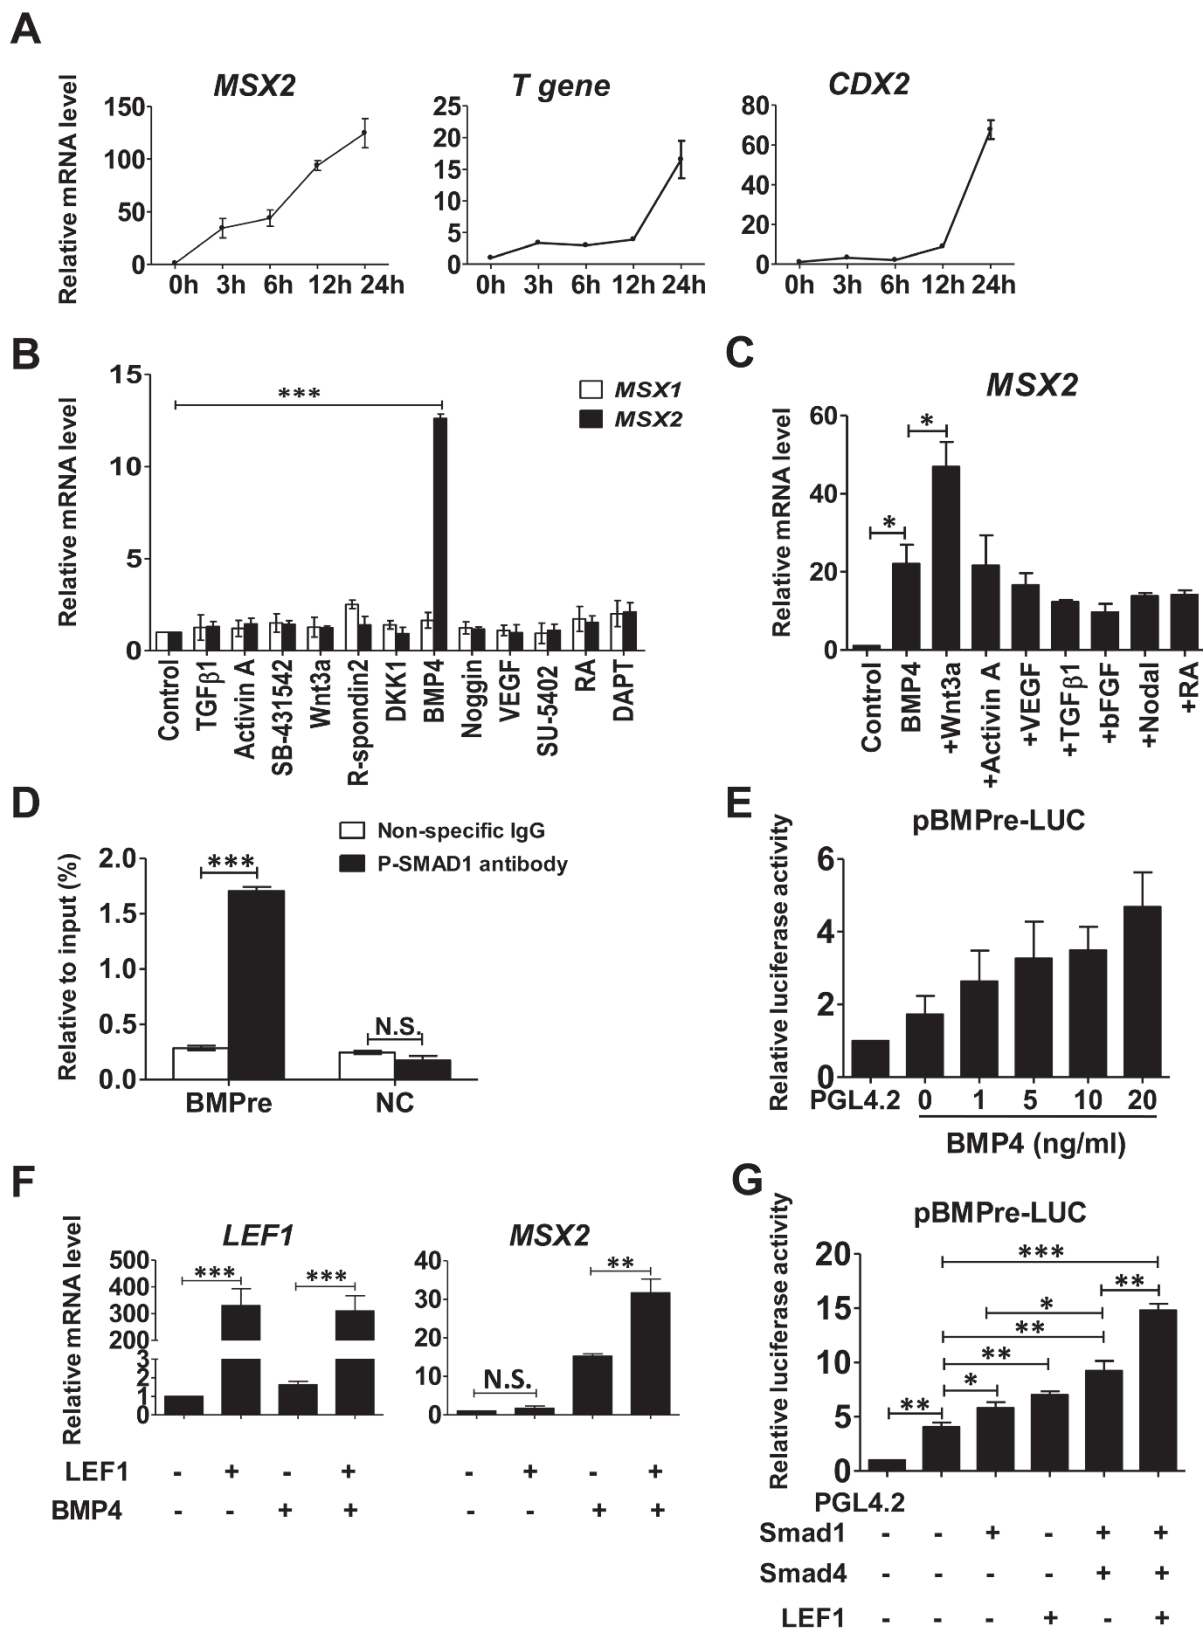 A
MSX2
T gene
CDX2
Relative mRNA level
150
100
50
0
0h 3h 6h 12h 24h
25
20
15
10
5
0
0h 3h 6h 12h 24h
80
60
40
20
0
0h 3h 6h 12h 24h
B
Relative mRNA level
15
10
5
0
***
MSX1
MSX2
Control
TGFβ1
Activin A
SB-431542
Wnt3a
R-spondin2
DKK1
BMP4
Noggin
VEGF
SU-5402
RA
DAPT
C
MSX2
Relative mRNA level
60
40
20
0
*
*
Control
BMP4
+Wnt3a
+Activin A
+VEGF
+TGFβ1
+bFGF
+Nodal
+RA
D
Non-specific IgG
P-SMAD1 antibody
Relative to input (%)
2.0
1.5
1.0
0.5
0.0
***
N.S.
BMPre NC
E
pBMPre-LUC
Relative luciferase activity
6
4
2
0
PGL4.2 0 1 5 10 20
BMP4 (ng/ml)
F
LEF1
Relative mRNA level
500
400
300
200
3
2
1
0
*** ***
MSX2
40
30
20
10
0
N.S. **
LEF1 - + - + - + - +
BMP4 - - + + - - + +
G
pBMPre-LUC
Relative luciferase activity
20
15
10
5
0
***
**
*
**
**
*
**
PGL4.2
Smad1 - - + - + +
Smad4 - - - - + +
LEF1 - - - + - +